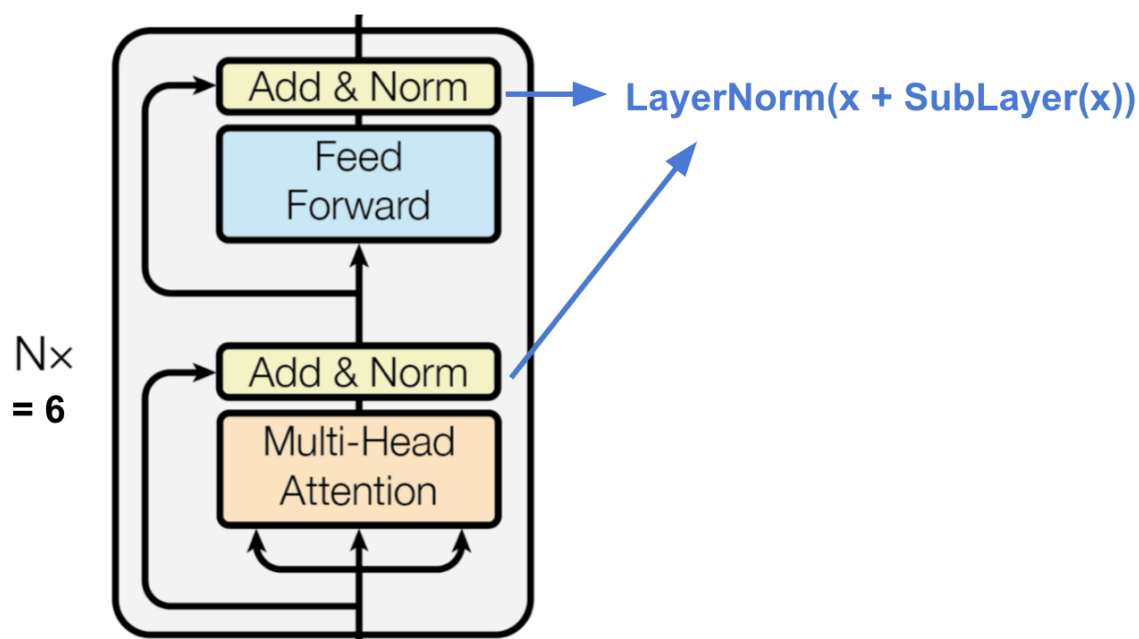 Add & Norm
LayerNorm(x + SubLayer(x))
Feed
Forward
N×
= 6
Add & Norm
Multi-Head
Attention